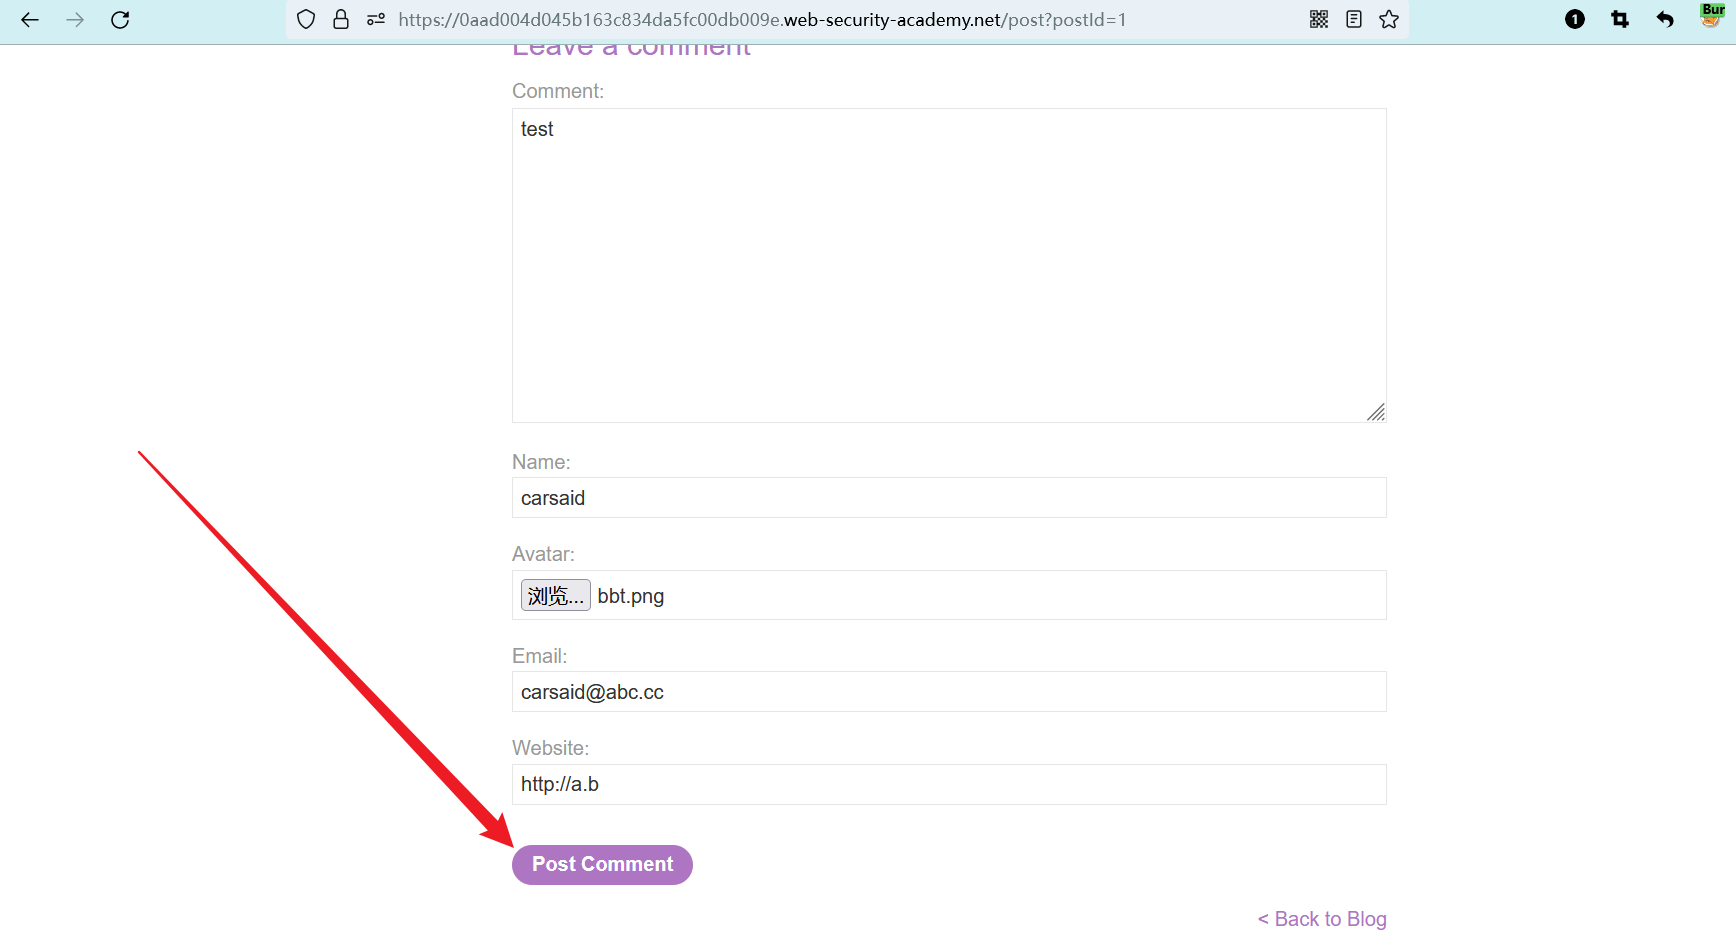 https://0aad004d045b163c834da5fc00db009e.web-security-academy.net/post?postId=1
1
Bur
Leave a comment
Comment:
test
Name:
carsaid
Avatar:
浏览... bbt.png
Email:
carsaid@abc.cc
Website:
http://a.b
Post Comment
< Back to Blog